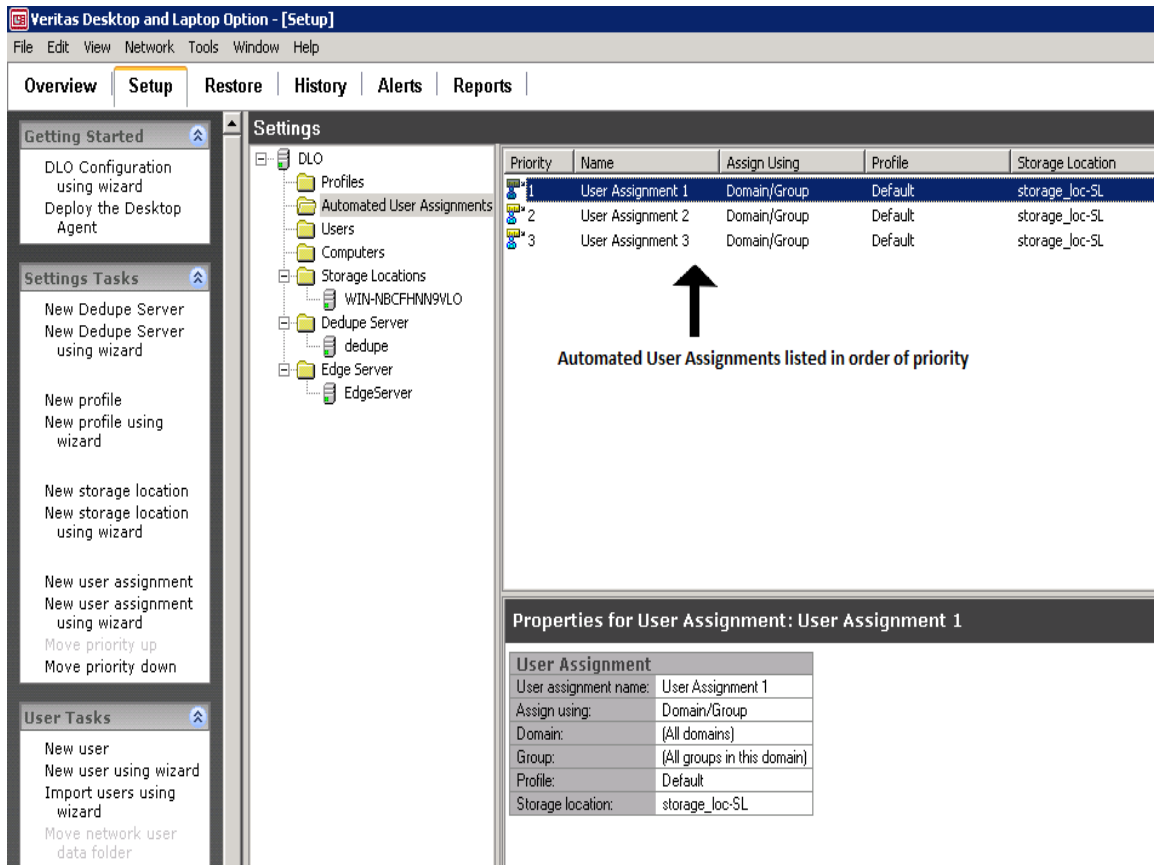 Veritas Desktop and Laptop Option - [Setup]
File Edit View Network Tools Window Help
Overview Setup Restore History Alerts Reports
Getting Started
DLO Configuration
using wizard
Deploy the Desktop
Agent
Settings Tasks
New Dedupe Server
New Dedupe Server
using wizard
New profile
New profile using
wizard
New storage location
New storage location
using wizard
New user assignment
New user assignment
using wizard
Move priority up
Move priority down
User Tasks
New user
New user using wizard
Import users using
wizard
Move network user
data folder
Settings
DLO
Profiles
Automated User Assignments
Users
Computers
Storage Locations
WIN-NBCFHNN9VLO
Dedupe Server
dedupe
Edge Server
EdgeServer
Priority Name Assign Using Profile Storage Location
1 User Assignment 1 Domain/Group Default storage_loc-SL
2 User Assignment 2 Domain/Group Default storage_loc-SL
3 User Assignment 3 Domain/Group Default storage_loc-SL
Automated User Assignments listed in order of priority
Properties for User Assignment: User Assignment 1
User Assignment
User assignment name: User Assignment 1
Assign using: Domain/Group
Domain: (All domains)
Group: (All groups in this domain)
Profile: Default
Storage location: storage_loc-SL